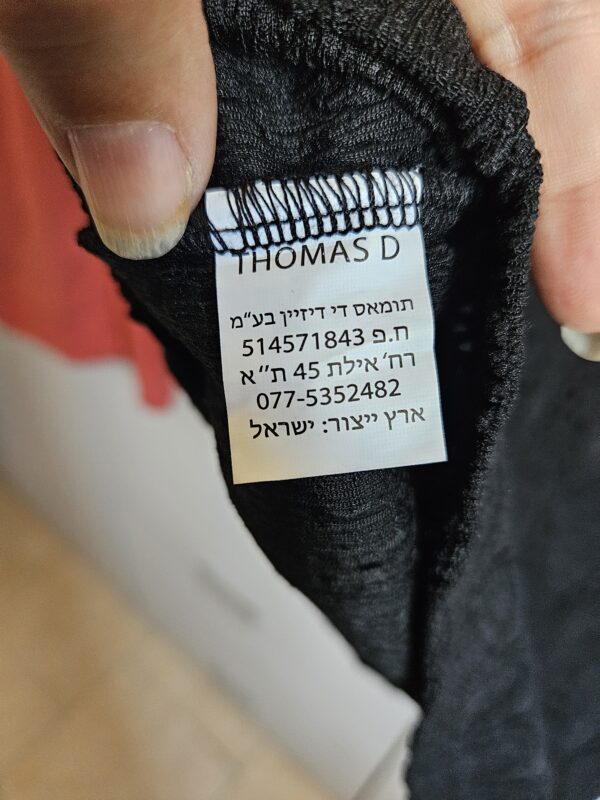 THOMAS D
תומאס די דיזיין בע"מ
ח.פ 514571843
רח' אילת 45 ת"א
077-5352482
ארץ ייצור: ישראל